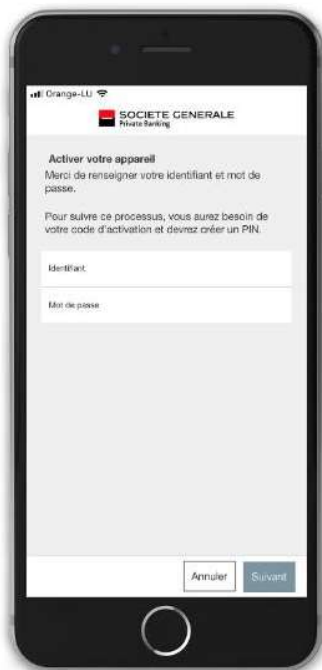 Orange-LU
SOCIETE GENERALE
Private Banking
Activer votre appareil
Merci de renseigner votre identifiant et mot de
passe.
Pour suivre ce processus, vous aurez besoin de
votre code d'activation et devrez créer un PIN.
Identifiant
Mot de passe
Annuler
Suivant